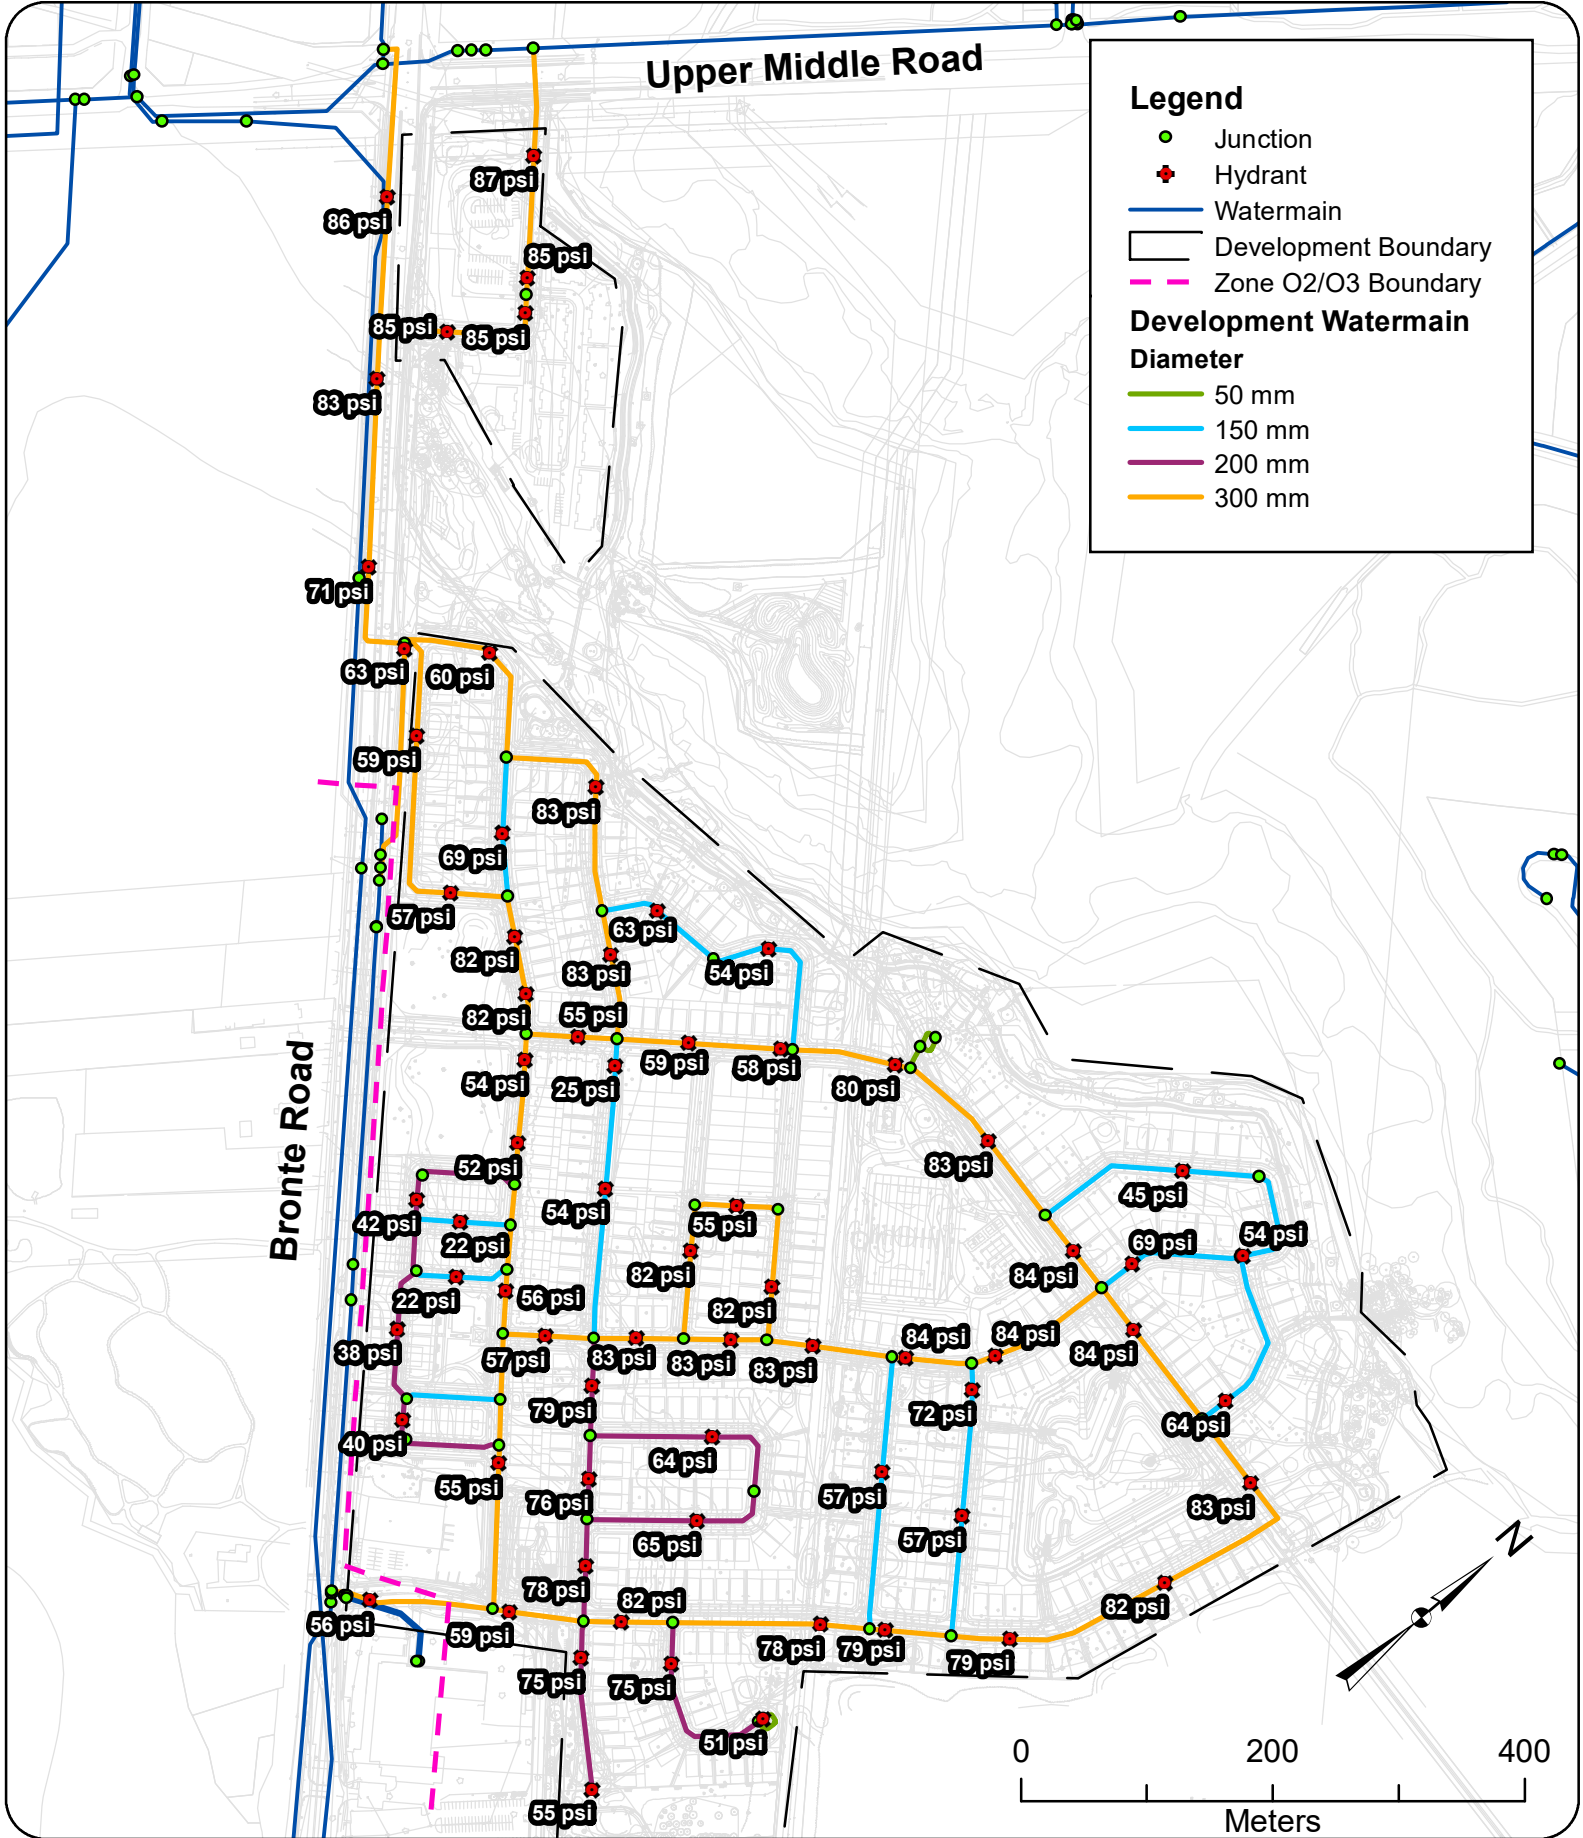 Upper Middle Road
Legend
Junction
Hydrant
Watermain
Development Boundary
Zone O2/O3 Boundary
Development Watermain
Diameter
50 mm
150 mm
200 mm
300 mm
87 psi
86 psi
85 psi
85 psi
85 psi
83 psi
71 psi
63 psi
60 psi
59 psi
83 psi
69 psi
57 psi
63 psi
82 psi
83 psi
54 psi
82 psi
55 psi
59 psi
58 psi
54 psi
25 psi
80 psi
Bronte Road
52 psi
83 psi
45 psi
42 psi
54 psi
55 psi
22 psi
69 psi
54 psi
82 psi
84 psi
22 psi
56 psi
82 psi
38 psi
57 psi
83 psi
83 psi
83 psi
84 psi
84 psi
84 psi
79 psi
72 psi
64 psi
40 psi
64 psi
55 psi
76 psi
57 psi
83 psi
65 psi
57 psi
N
78 psi
82 psi
82 psi
56 psi
59 psi
78 psi
79 psi
79 psi
75 psi
75 psi
51 psi
55 psi
0 200 400
Meters